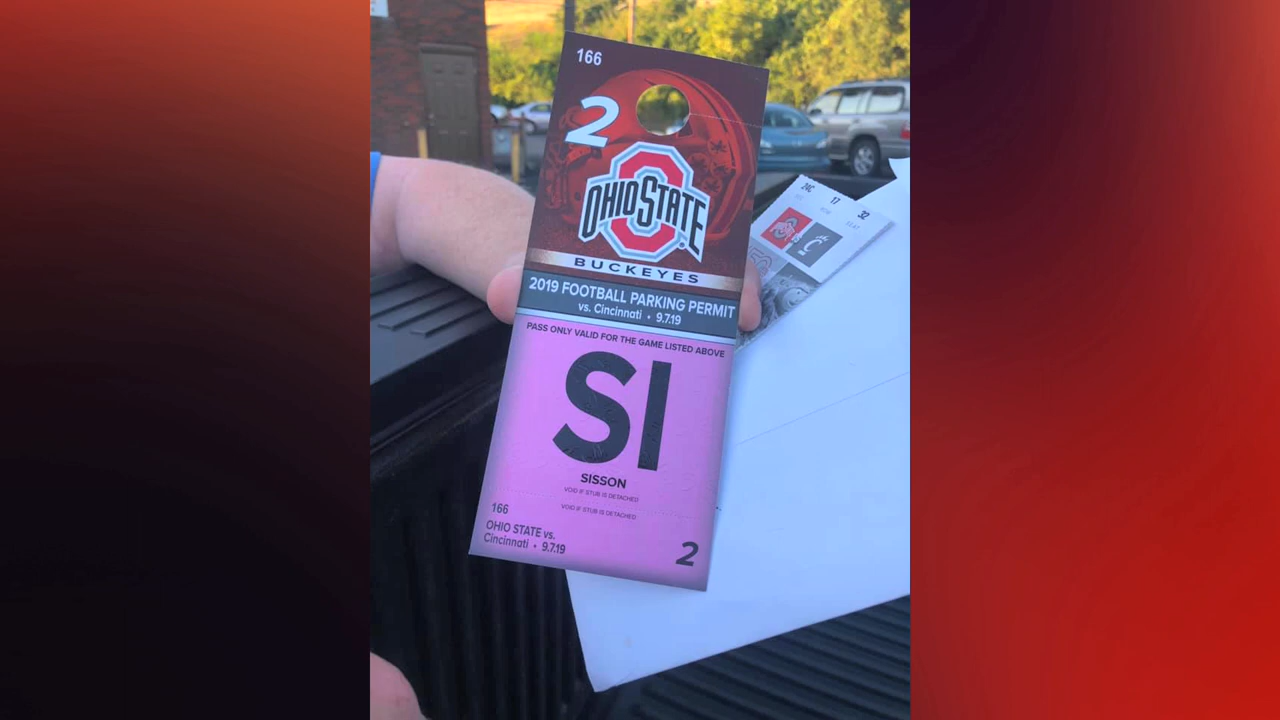 166
2
OHIO STATE
BUCKEYES
2019 FOOTBALL PARKING PERMIT
vs. Cincinnati • 9.7.19
PASS ONLY VALID FOR THE GAME LISTED ABOVE
SI
SISSON
VOID IF STUB IS DETACHED
VOID IF STUB IS DETACHED
166
OHIO STATE vs.
Cincinnati • 9.7.19
2
24C 17 32